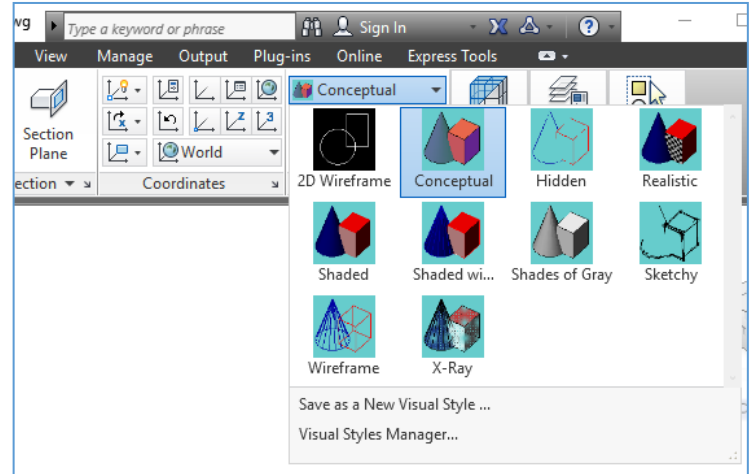 wg Type a keyword or phrase Sign In X ?
View Manage Output Plug-ins Online Express Tools
Conceptual
Section
Plane
z 3
x
World
ection Coordinates
2D Wireframe Conceptual Hidden Realistic
Shaded Shaded wi... Shades of Gray Sketchy
Wireframe X-Ray
Save as a New Visual Style ...
Visual Styles Manager...